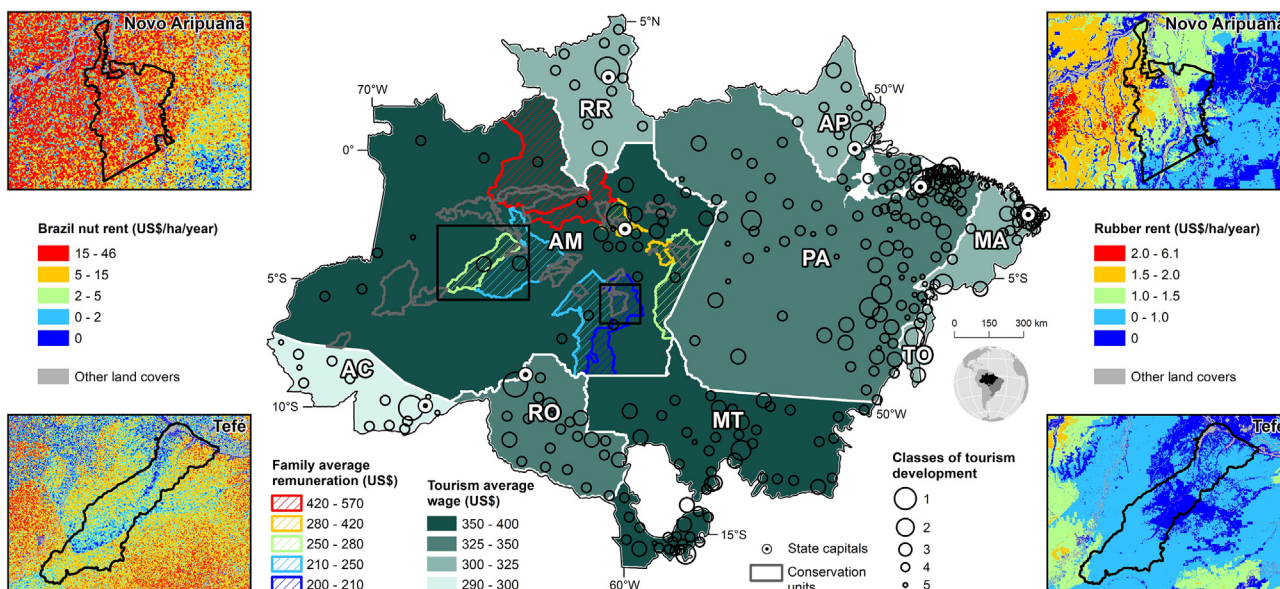 Novo Aripuanã
Novo Aripuanã
5°N
70°W
50°W
RR
AP
0°
Brazil nut rent (US$/ha/year)
15 - 46
5 - 15
2 - 5
0 - 2
0
Other land covers
AM
PA
MA
Rubber rent (US$/ha/year)
2.0 - 6.1
1.5 - 2.0
1.0 - 1.5
0 - 1.0
0
Other land covers
5°S
5°S
0 150 300 km
TO
AC
10°S
RO
MT
50°W
Tefé
Tefé
Family average
remuneration (US$)
420 - 570
280 - 420
250 - 280
210 - 250
200 - 210
Tourism average
wage (US$)
350 - 400
325 - 350
300 - 325
290 - 300
15°S
60°W
State capitals
Conservation
units
Classes of tourism
development
1
2
3
4
5